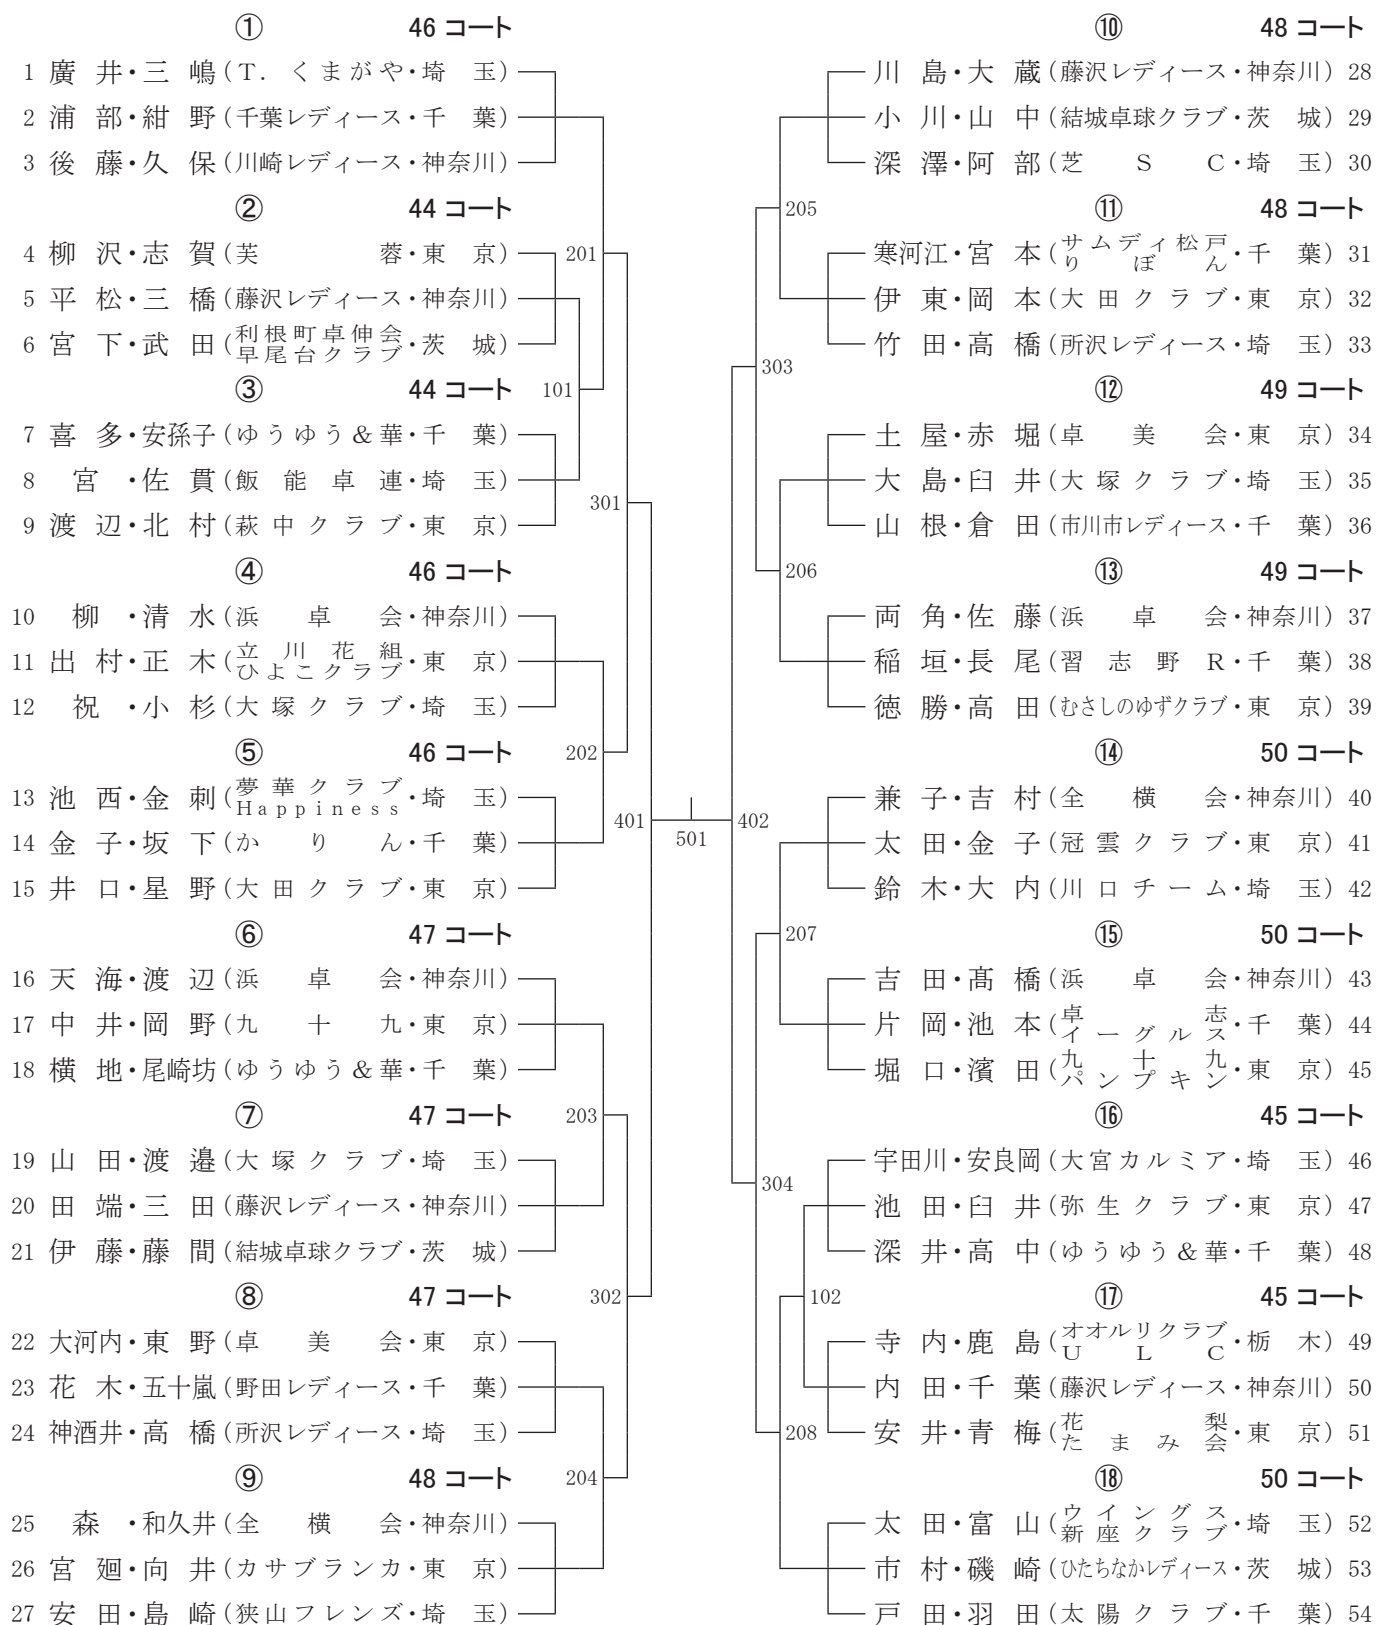 ① 46 コート
1 廣井・三嶋(T.くまがや・埼玉)
2 浦部・紺野(千葉レディース・千葉)
3 後藤・久保(川崎レディース・神奈川)
② 44 コート
4 柳沢・志賀(芙蓉・東京)
201
5 平松・三橋(藤沢レディース・神奈川)
6 宮下・武田(利根町卓伸会 早尾台クラブ・茨城)
③ 44 コート
101
7 喜多・安孫子(ゆうゆう&華・千葉)
8 宮・佐貫(飯能卓連・埼玉)
301
9 渡辺・北村(萩中クラブ・東京)
④ 46 コート
10 柳・清水(浜卓会・神奈川)
11 出村・正木(立川花組 ひよこクラブ・東京)
12 祝・小杉(大塚クラブ・埼玉)
⑤ 46 コート
202
13 池西・金刺(夢華クラブ Happiness・埼玉)
401
501
14 金子・坂下(かりん・千葉)
15 井口・星野(大田クラブ・東京)
⑥ 47 コート
16 天海・渡辺(浜卓会・神奈川)
17 中井・岡野(九十九・東京)
18 横地・尾崎坊(ゆうゆう&華・千葉)
⑦ 47 コート
203
19 山田・渡邉(大塚クラブ・埼玉)
20 田端・三田(藤沢レディース・神奈川)
21 伊藤・藤間(結城卓球クラブ・茨城)
⑧ 47 コート
302
22 大河内・東野(卓美会・東京)
23 花木・五十嵐(野田レディース・千葉)
24 神酒井・高橋(所沢レディース・埼玉)
⑨ 48 コート
204
25 森・和久井(全横会・神奈川)
26 宮廻・向井(カサブランカ・東京)
27 安田・島崎(狭山フレンズ・埼玉)
⑩ 48 コート
川島・大蔵(藤沢レディース・神奈川) 28
小川・山中(結城卓球クラブ・茨城) 29
深澤・阿部(芝SC・埼玉) 30
205
⑪ 48 コート
寒河江・宮本(サムディ松戸 りぼん・千葉) 31
伊東・岡本(大田クラブ・東京) 32
竹田・高橋(所沢レディース・埼玉) 33
303
⑫ 49 コート
土屋・赤堀(卓美会・東京) 34
大島・臼井(大塚クラブ・埼玉) 35
山根・倉田(市川市レディース・千葉) 36
206
⑬ 49 コート
両角・佐藤(浜卓会・神奈川) 37
稲垣・長尾(習志野R・千葉) 38
徳勝・高田(むさしのゆずクラブ・東京) 39
⑭ 50 コート
兼子・吉村(全横会・神奈川) 40
402
太田・金子(冠雲クラブ・東京) 41
鈴木・大内(川口チーム・埼玉) 42
207
⑮ 50 コート
吉田・髙橋(浜卓会・神奈川) 43
片岡・池本(卓志 イーグルス・千葉) 44
堀口・濱田(九十九 パンプキン・東京) 45
⑯ 45 コート
宇田川・安良岡(大宮カルミア・埼玉) 46
304
池田・臼井(弥生クラブ・東京) 47
深井・高中(ゆうゆう&華・千葉) 48
102
⑰ 45 コート
寺内・鹿島(オオルリクラブ ULC・栃木) 49
内田・千葉(藤沢レディース・神奈川) 50
208
安井・青梅(花梨 たまみ会・東京) 51
⑱ 50 コート
太田・富山(ウイングス 新座クラブ・埼玉) 52
市村・磯崎(ひたちなかレディース・茨城) 53
戸田・羽田(太陽クラブ・千葉) 54